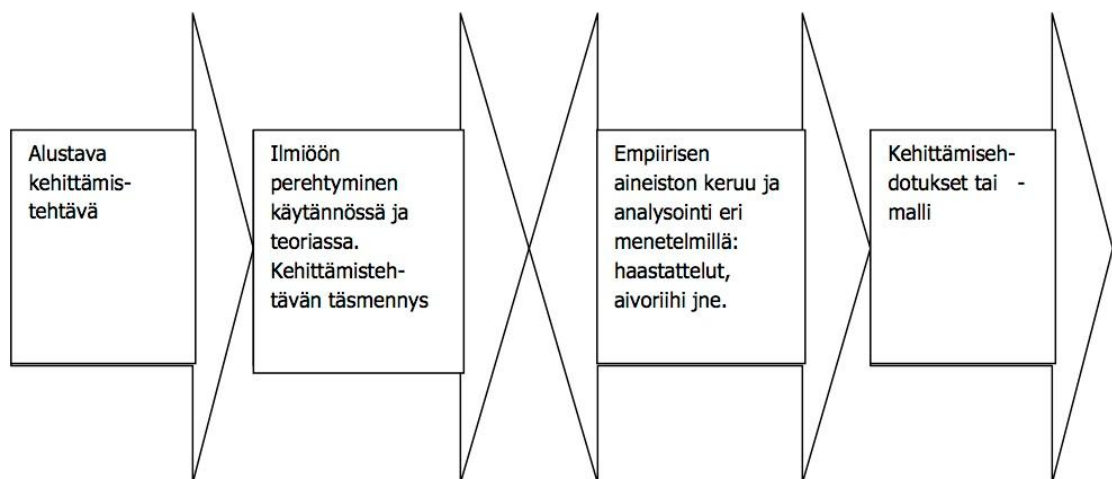 Alustava
kehittämis-
tehtävä
Ilmiöön
perehtyminen
käytännössä ja
teoriassa.
Kehittämisteh-
tävän täsmennys
Empiirisen
aineiston keruu ja
analysointi eri
menetelmillä:
haastattelut,
aivoriihi jne.
Kehittämiseh-
dotukset tai -
malli